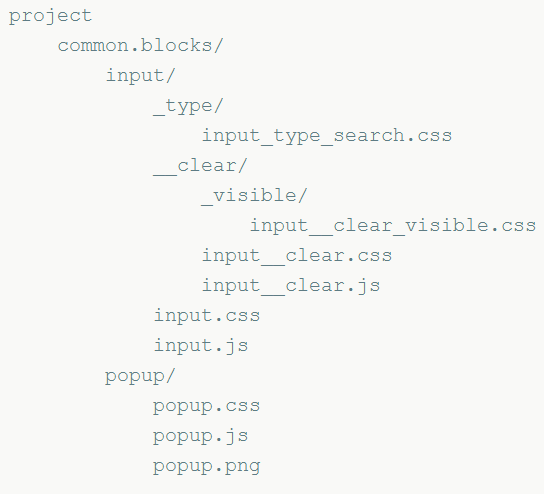 project
    common.blocks/
        input/
            _type/
                input_type_search.css
            __clear/
                _visible/
                    input__clear_visible.css
                input__clear.css
                input__clear.js
            input.css
            input.js
        popup/
            popup.css
            popup.js
            popup.png